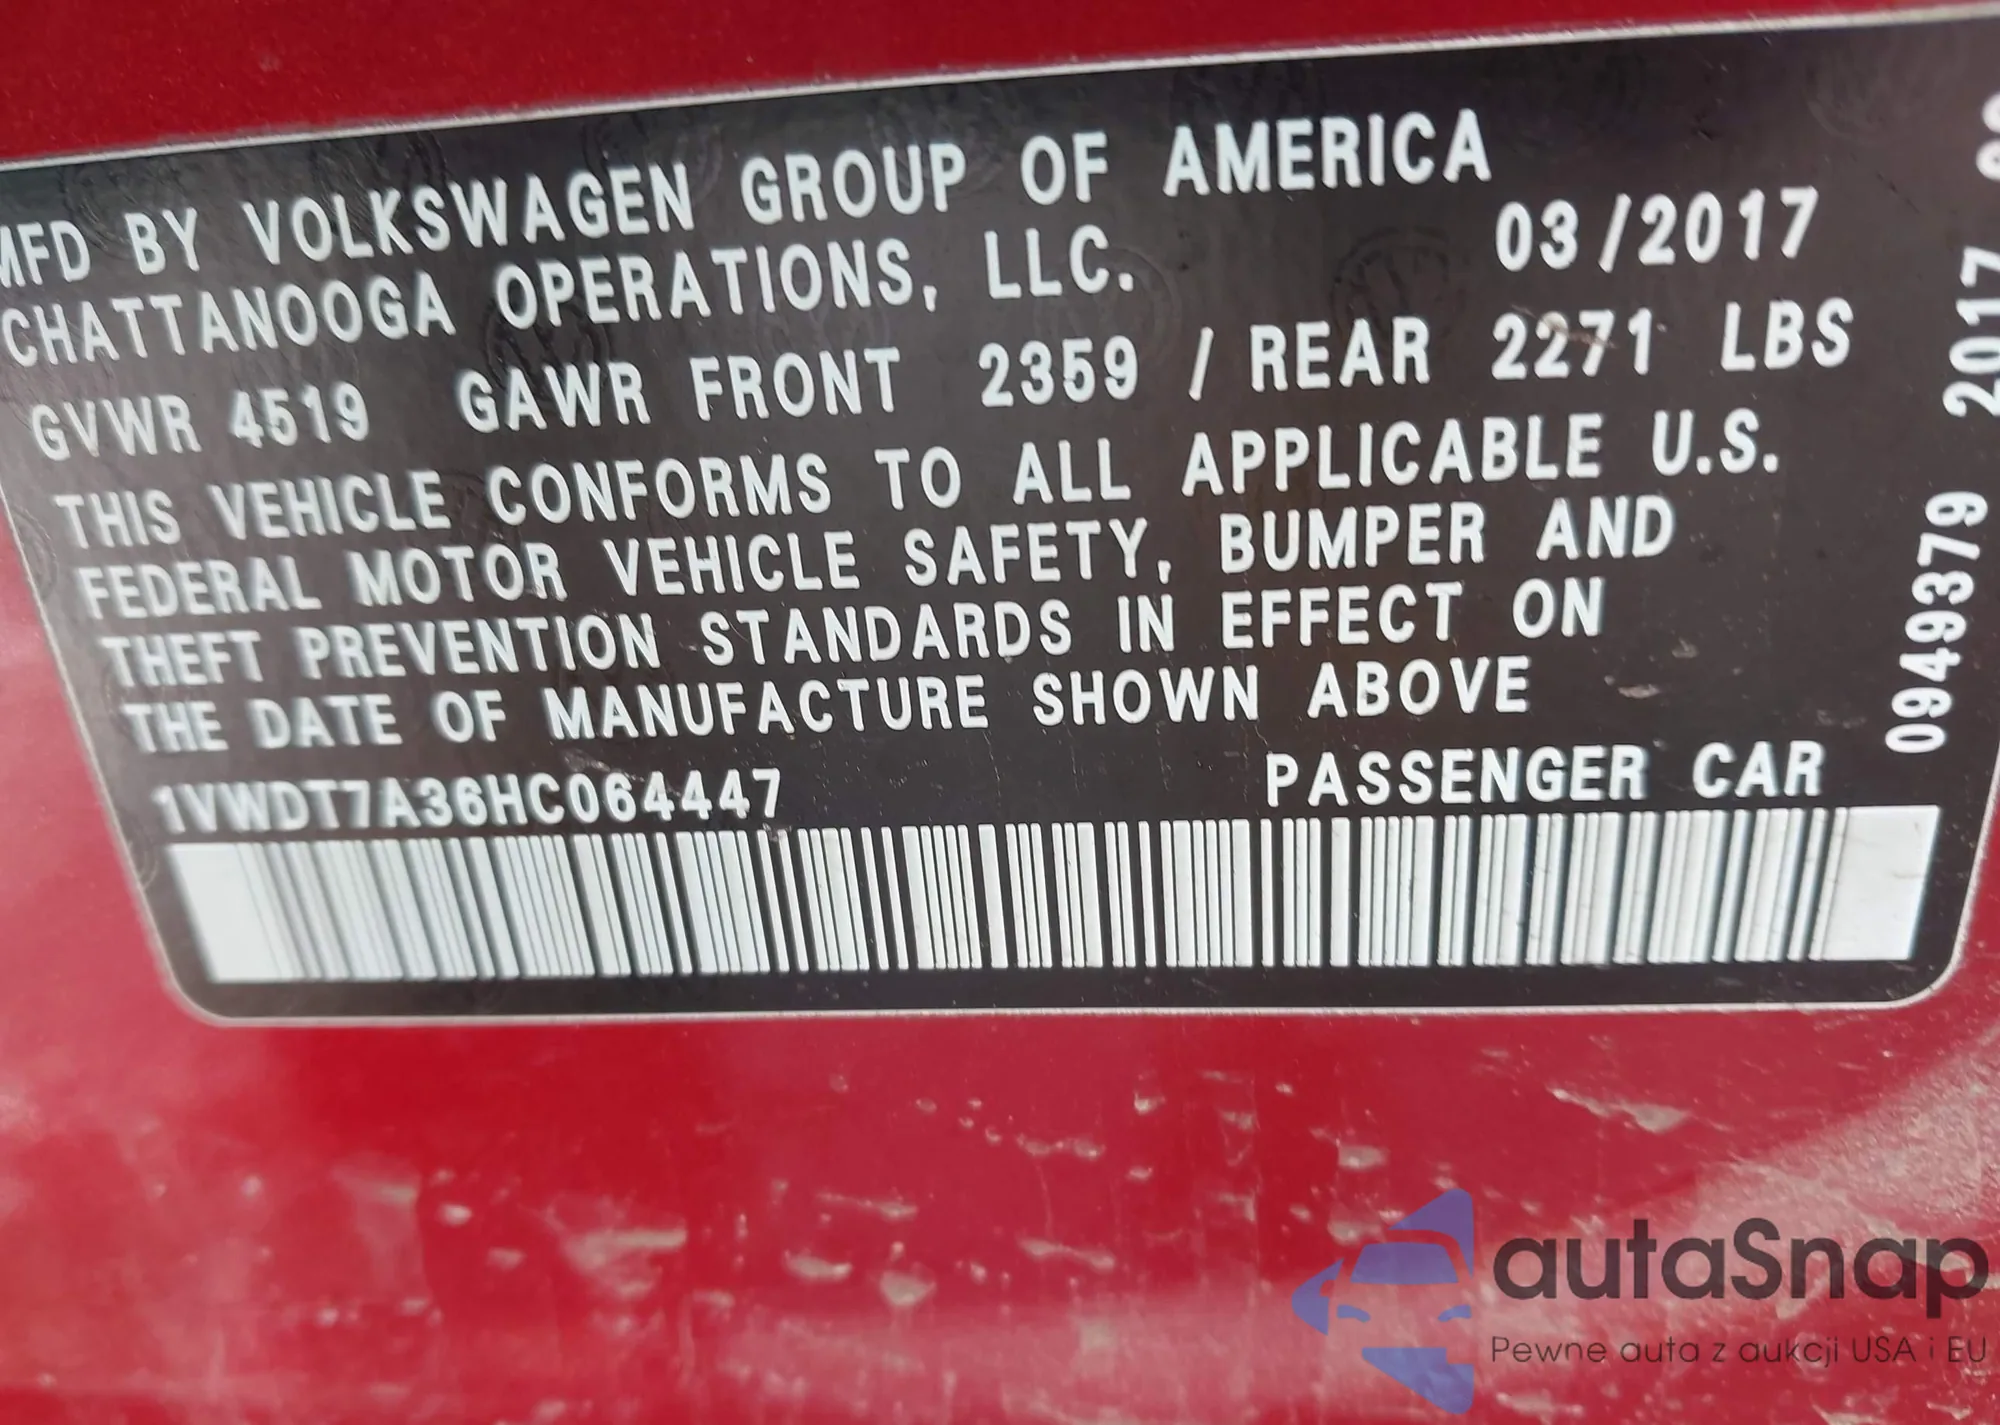 MFD BY VOLKSWAGEN GROUP OF AMERICA
CHATTANOOGA OPERATIONS, LLC. 03/2017
GVWR 4519 GAWR FRONT 2359 / REAR 2271 LBS
THIS VEHICLE CONFORMS TO ALL APPLICABLE U.S.
FEDERAL MOTOR VEHICLE SAFETY, BUMPER AND
THEFT PREVENTION STANDARDS IN EFFECT ON
THE DATE OF MANUFACTURE SHOWN ABOVE
1VWDT7A36HC064447 PASSENGER CAR
0949379 2017
autaSnap
Pewne auta z aukcji USA i EU